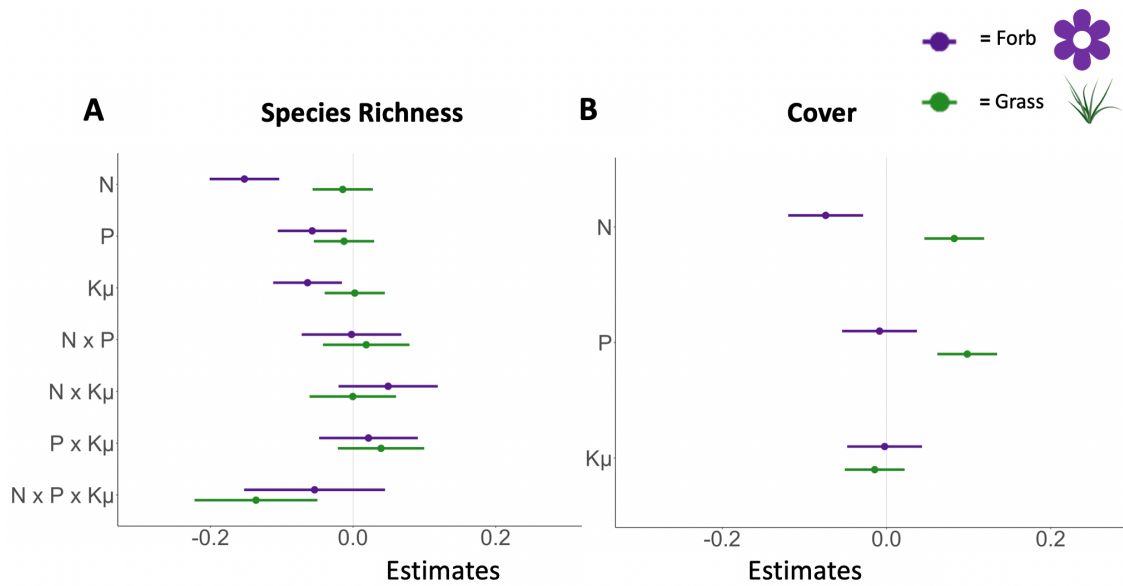 = Forb
= Grass
A
Species Richness
B
Cover
N
P
Kµ
N x P
N x Kµ
P x Kµ
N x P x Kµ
-0.2
0.0
0.2
Estimates
N
P
Kµ
-0.2
0.0
0.2
Estimates